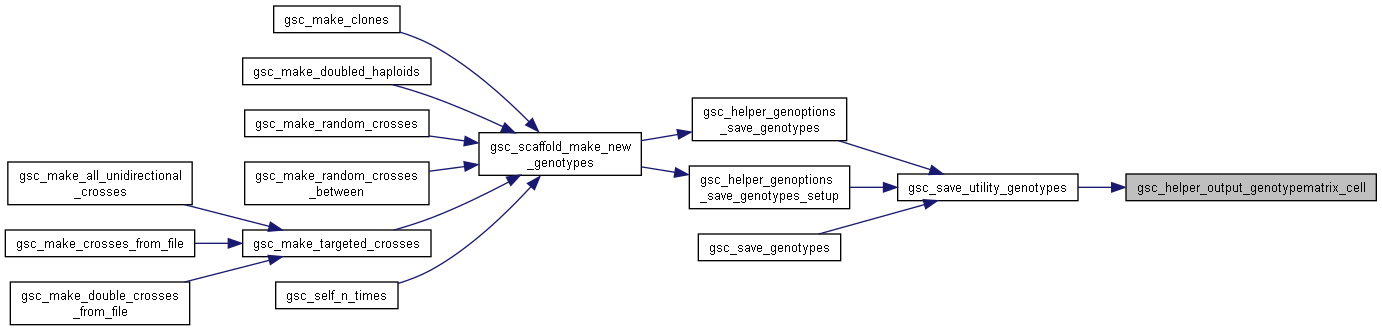 gsc_make_clones
gsc_make_doubled_haploids
gsc_make_random_crosses
gsc_make_random_crosses
_between
gsc_make_all_unidirectional
_crosses
gsc_make_crosses_from_file
gsc_make_double_crosses
_from_file
gsc_make_targeted_crosses
gsc_self_n_times
gsc_scaffold_make_new
_genotypes
gsc_helper_genoptions
_save_genotypes
gsc_helper_genoptions
_save_genotypes_setup
gsc_save_genotypes
gsc_save_utility_genotypes
gsc_helper_output_genotypematrix_cell